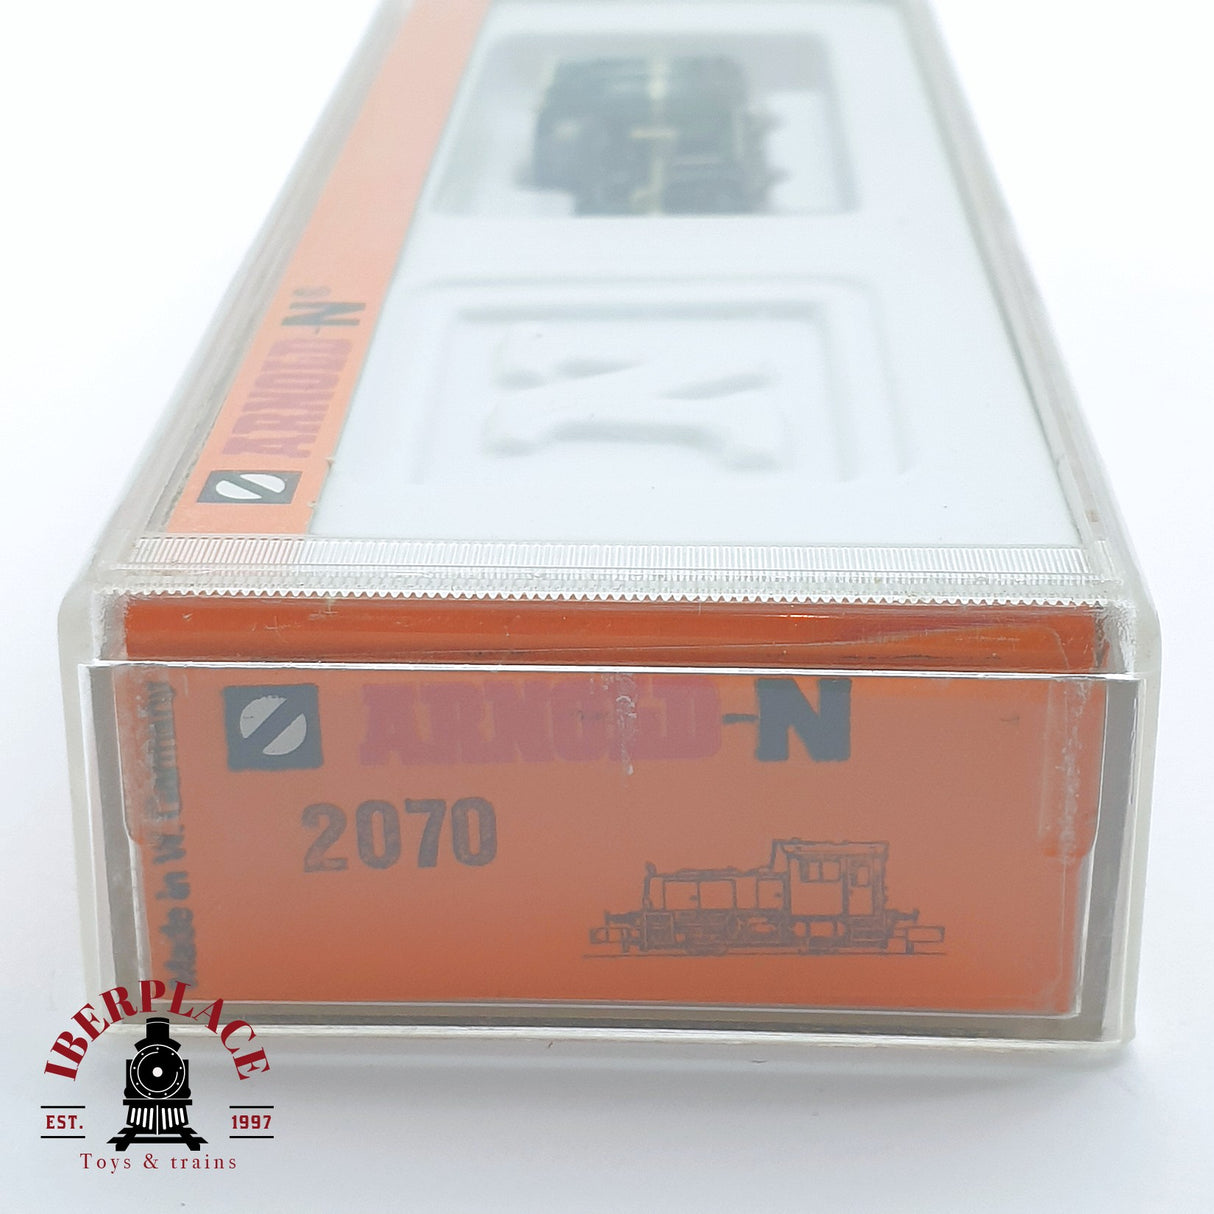 ARNOLD-N®
ARNOLD-N
2070
Made in W. Germany
IBERPLACE
EST. 1997
Toys & trains